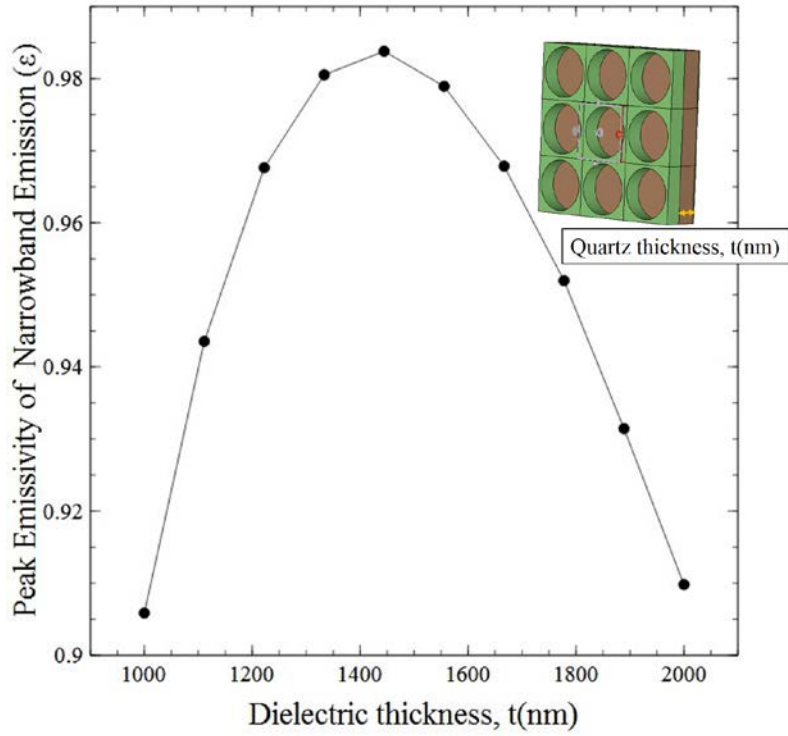 Peak Emissivity of Narrowband Emission (ε)
0.98
0.96
0.94
0.92
0.9
Quartz thickness, t(nm)
1000 1200 1400 1600 1800 2000
Dielectric thickness, t(nm)